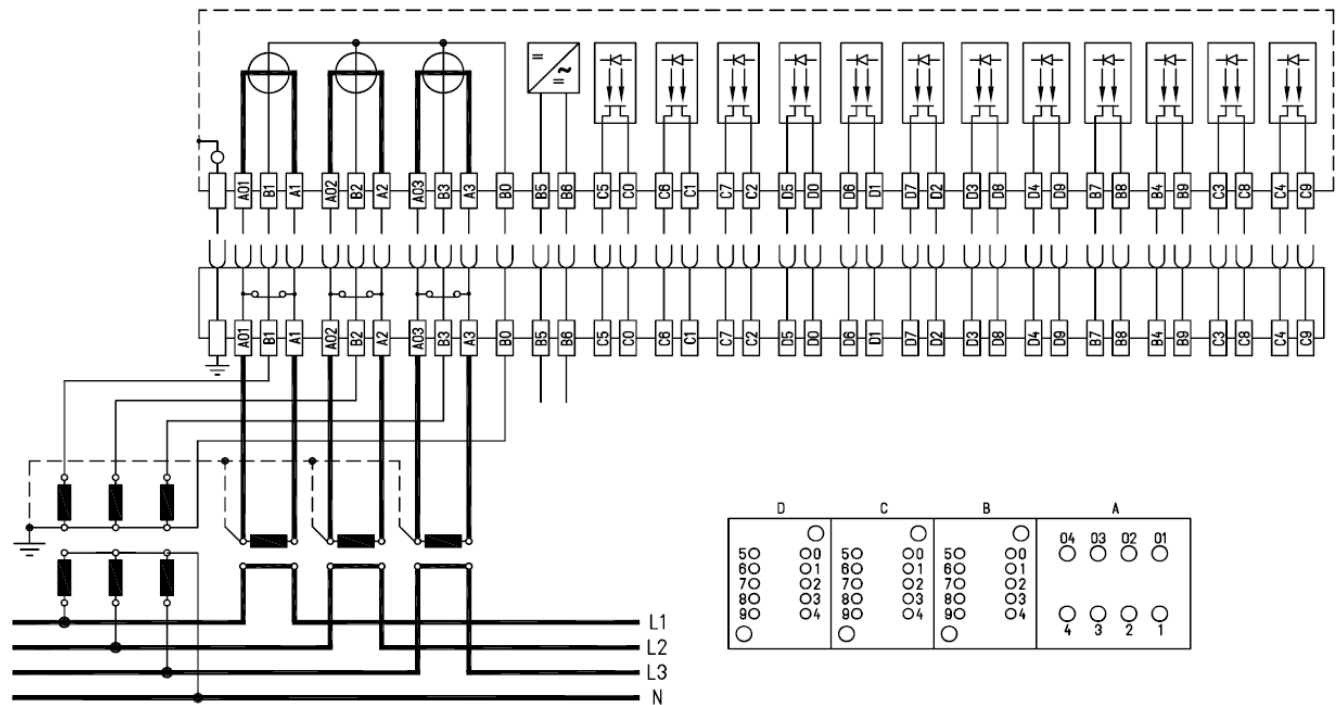 = ~ =
A01 B1 A1 A02 B2 A2 A03 B3 A3 B0 B5 B6 C5 C0 C6 C1 C7 C2 D5 D0 D6 D1 D7 D2 D3 D8 D4 D9 B7 B8 B4 B9 C3 C8 C4 C9
A01 B1 A1 A02 B2 A2 A03 B3 A3 B0 B5 B6 C5 C0 C6 C1 C7 C2 D5 D0 D6 D1 D7 D2 D3 D8 D4 D9 B7 B8 B4 B9 C3 C8 C4 C9
D C B A
04 03 02 01
5 0 5 0 5 0
6 1 6 1 6 1
7 2 7 2 7 2
8 3 8 3 8 3
9 4 9 4 9 4
4 3 2 1
L1
L2
L3
N